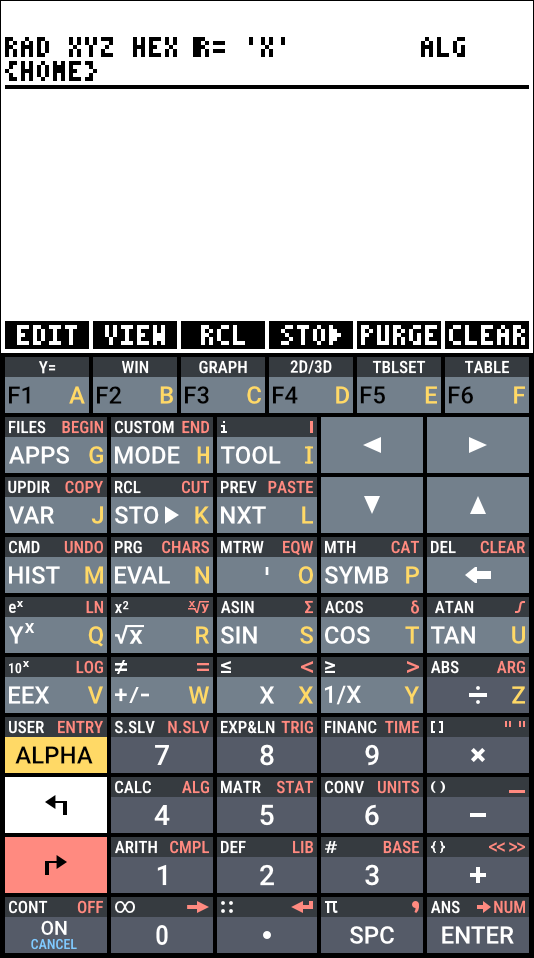 RAD XYZ HEX R= 'X' ALG
{HOME}
EDIT VIEW RCL STO▶ PURGE CLEAR
Y= WIN GRAPH 2D/3D TBLSET TABLE
F1 A F2 B F3 C F4 D F5 E F6 F
FILES BEGIN CUSTOM END i I
APPS G MODE H TOOL I ◀ ▶
UPDIR COPY RCL CUT PREV PASTE
VAR J STO▶ K NXT L ▼ ▲
CMD UNDO PRG CHARS MTRW EQW MTH CAT DEL CLEAR
HIST M EVAL N ' O SYMB P ←
eˣ LN x² ˣ√y ASIN Σ ACOS δ ATAN ∫
Yˣ Q √x R SIN S COS T TAN U
10ˣ LOG ≠ = ≤ < ≥ > ABS ARG
EEX V +/- W X X 1/X Y ÷ Z
USER ENTRY S.SLV N.SLV EXP&LN TRIG FINANC TIME [] " "
ALPHA 7 8 9 ×
CALC ALG MATR STAT CONV UNITS () _
↰ 4 5 6 −
ARITH CMPL DEF LIB # BASE {} << >>
↱ 1 2 3 +
CONT OFF ∞ → :: ↵ π , ANS →NUM
ON 0 . SPC ENTER
CANCEL